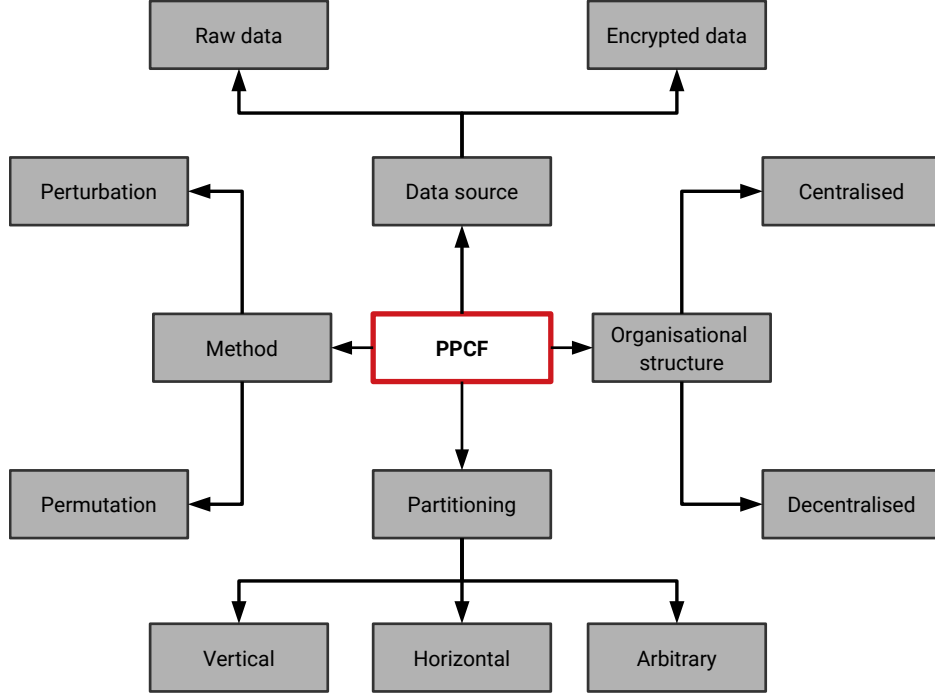 Raw data
Encrypted data
Perturbation
Data source
Centralised
Method
PPCF
Organisational
structure
Permutation
Partitioning
Decentralised
Vertical
Horizontal
Arbitrary